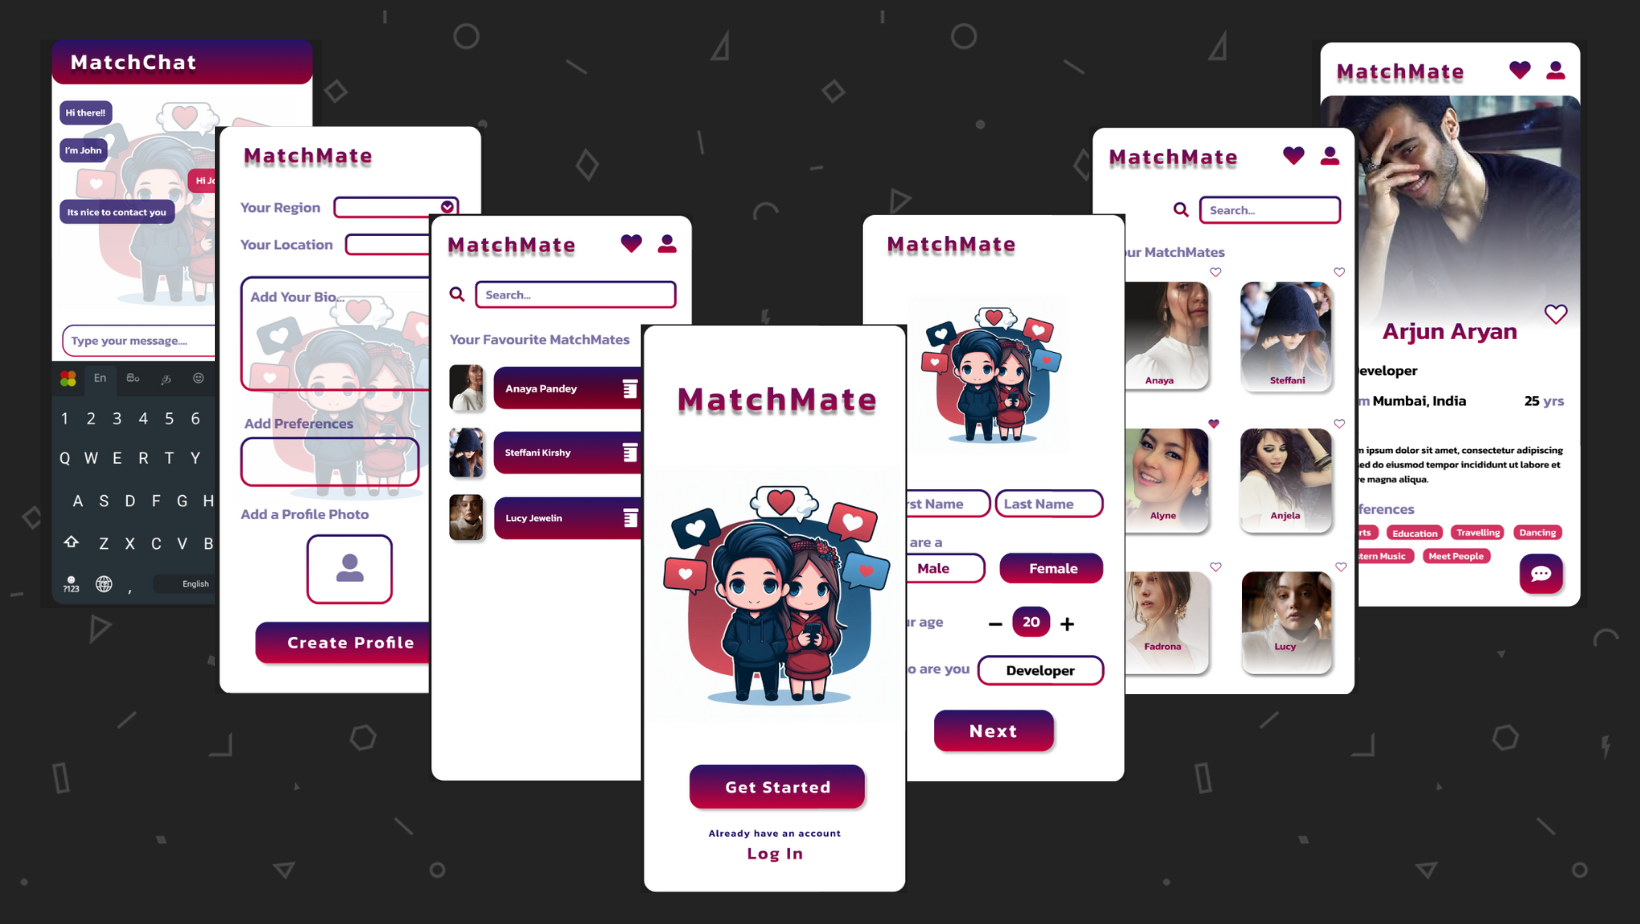 MatchChat
Hi there!!
I'm John
Hi Jo
Its nice to contact you
Type your message....
En
1 2 3 4 5 6
Q W E R T Y
A S D F G H
Z X C V B
?123
,
English
MatchMate
Your Region
Your Location
Add Your Bio...
Add Preferences
Add a Profile Photo
Create Profile
MatchMate
Search...
Your Favourite MatchMates
Anaya Pandey
Steffani Kirshy
Lucy Jewelin
MatchMate
Get Started
Already have an account
Log In
MatchMate
rst Name
Last Name
are a
Male
Female
ur age
− 20 +
o are you
Developer
Next
MatchMate
Search...
our MatchMates
Anaya
Steffani
Alyne
Anjela
Fadrona
Lucy
MatchMate
Arjun Aryan
eveloper
m Mumbai, India
25 yrs
m ipsum dolor sit amet, consectetur adipiscing
ed do eiusmod tempor incididunt ut labore et
re magna aliqua.
ferences
rts
Education
Travelling
Dancing
stern Music
Meet People